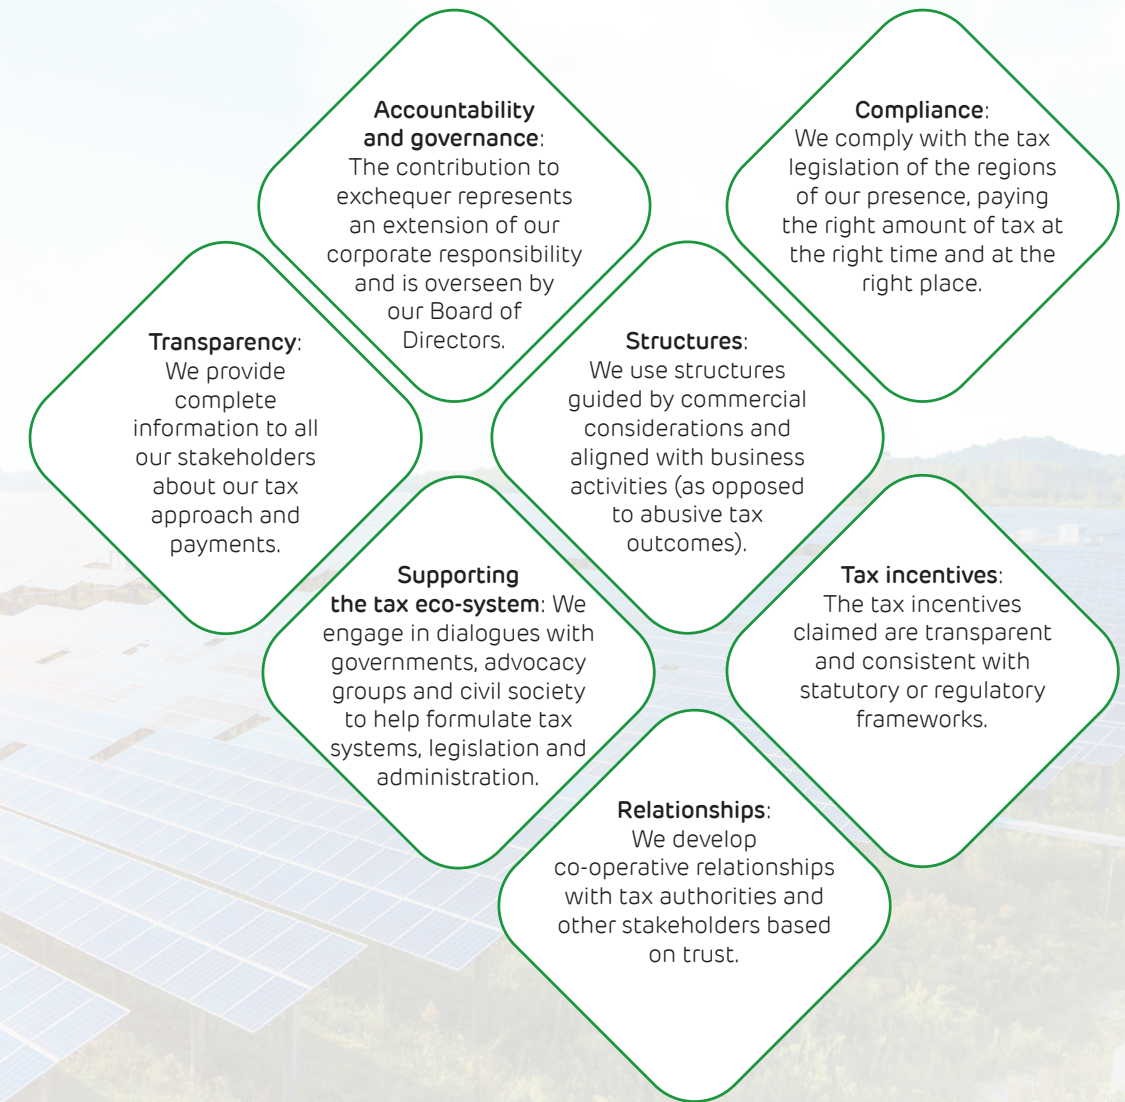 Accountability
and governance:
The contribution to
exchequer represents
an extension of our
corporate responsibility
and is overseen by
our Board of
Directors.
Compliance:
We comply with the tax
legislation of the regions
of our presence, paying
the right amount of tax at
the right time and at the
right place.
Transparency:
We provide
complete
information to all
our stakeholders
about our tax
approach and
payments.
Structures:
We use structures
guided by commercial
considerations and
aligned with business
activities (as opposed
to abusive tax
outcomes).
Supporting
the tax eco-system: We
engage in dialogues with
governments, advocacy
groups and civil society
to help formulate tax
systems, legislation and
administration.
Tax incentives:
The tax incentives
claimed are transparent
and consistent with
statutory or regulatory
frameworks.
Relationships:
We develop
co-operative relationships
with tax authorities and
other stakeholders based
on trust.